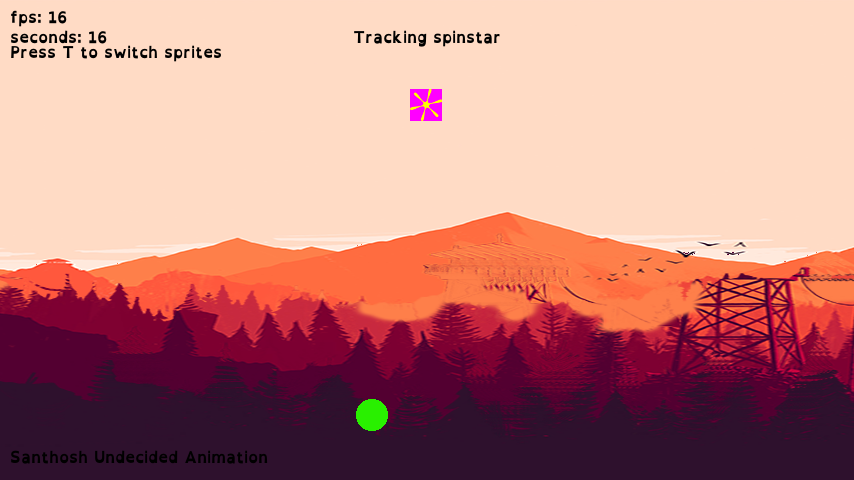 fps: 16
seconds: 16
Press T to switch sprites
Tracking spinstar
Santhosh Undecided Animation